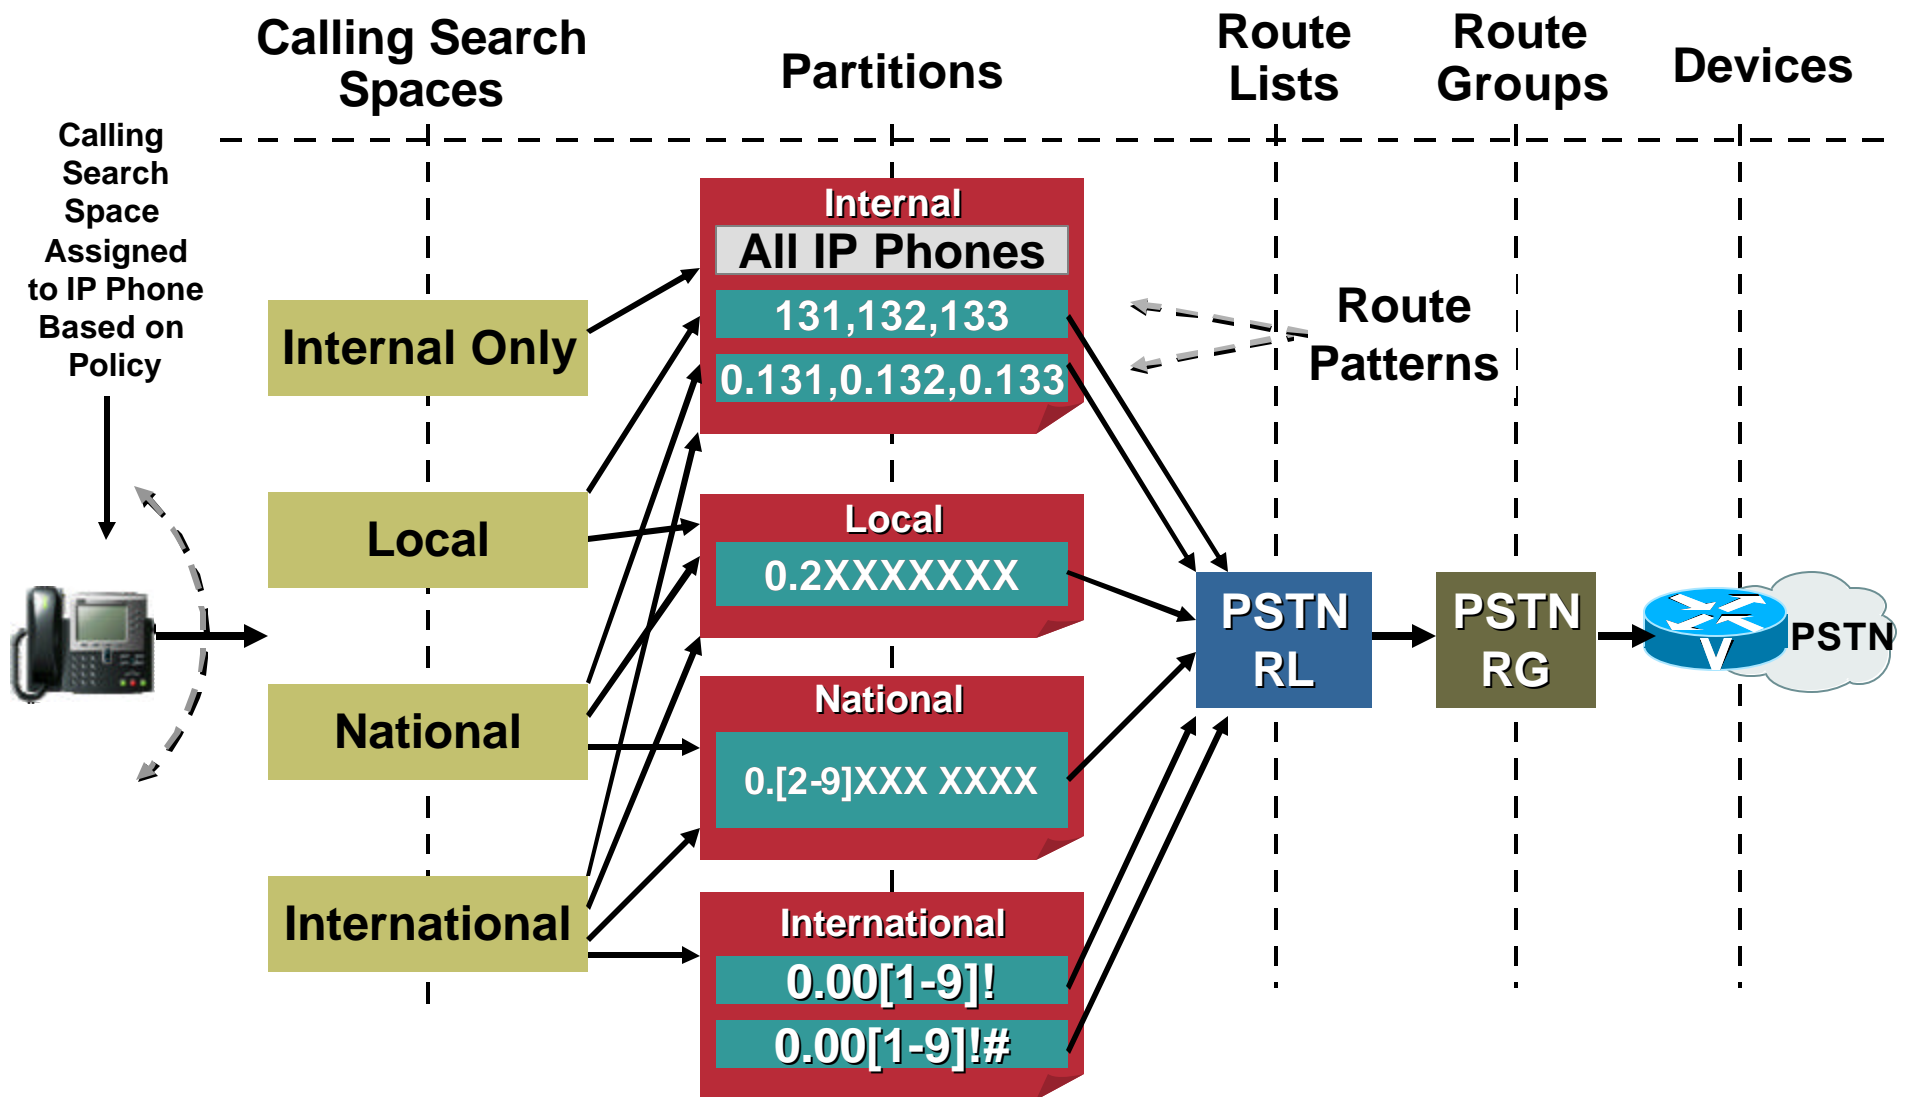 Calling Search
Spaces
Partitions
Route
Lists
Route
Groups
Devices
Calling
Search
Space
Assigned
to IP Phone
Based on
Policy
Internal Only
Local
National
International
Internal
All IP Phones
131,132,133
0.131,0.132,0.133
Local
0.2XXXXXXX
National
0.[2-9]XXX XXXX
International
0.00[1-9]!
0.00[1-9]!#
Route
Patterns
PSTN
RL
PSTN
RG
V
PSTN